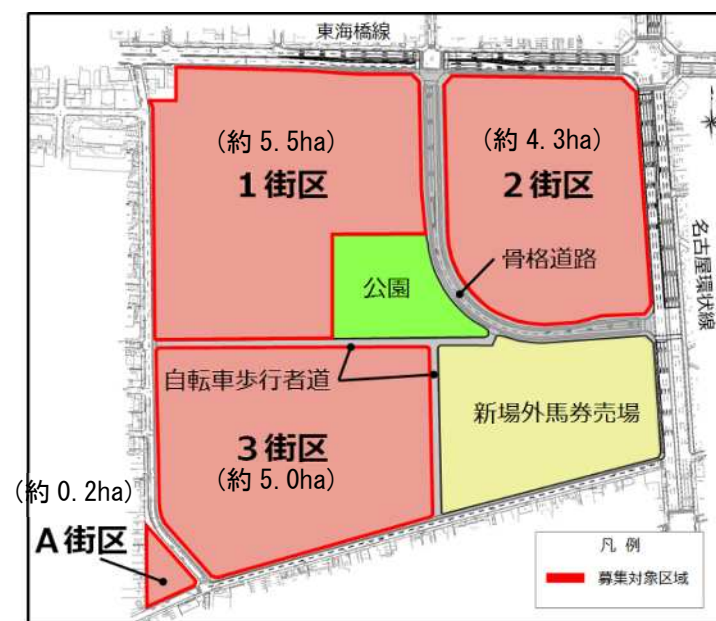 東海橋線
(約 5.5ha)
1街区
(約 4.3ha)
2街区
名古屋環状線
骨格道路
公園
自転車歩行者道
新場外馬券売場
3街区
(約 5.0ha)
(約 0.2ha)
A街区
凡 例
募集対象区域